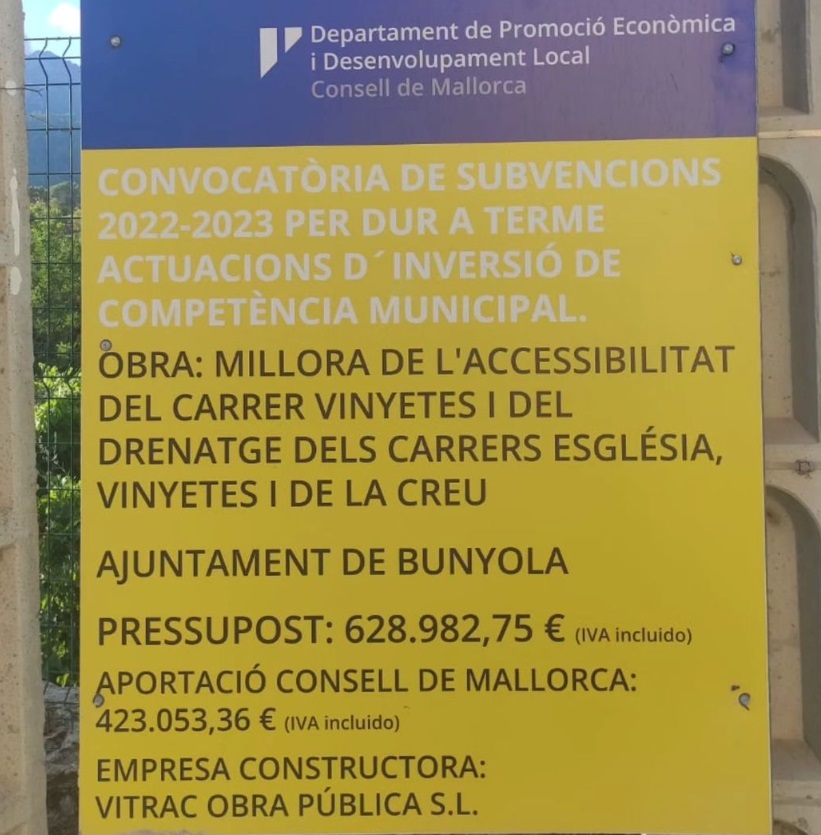 Departament de Promoció Econòmica
i Desenvolupament Local
Consell de Mallorca
CONVOCATÒRIA DE SUBVENCIONS
2022-2023 PER DUR A TERME
ACTUACIONS D´INVERSIÓ DE
COMPETÈNCIA MUNICIPAL.
OBRA: MILLORA DE L'ACCESSIBILITAT
DEL CARRER VINYETES I DEL
DRENATGE DELS CARRERS ESGLÉSIA,
VINYETES I DE LA CREU
AJUNTAMENT DE BUNYOLA
PRESSUPOST: 628.982,75 € (IVA incluido)
APORTACIÓ CONSELL DE MALLORCA:
423.053,36 € (IVA incluido)
EMPRESA CONSTRUCTORA:
VITRAC OBRA PÚBLICA S.L.